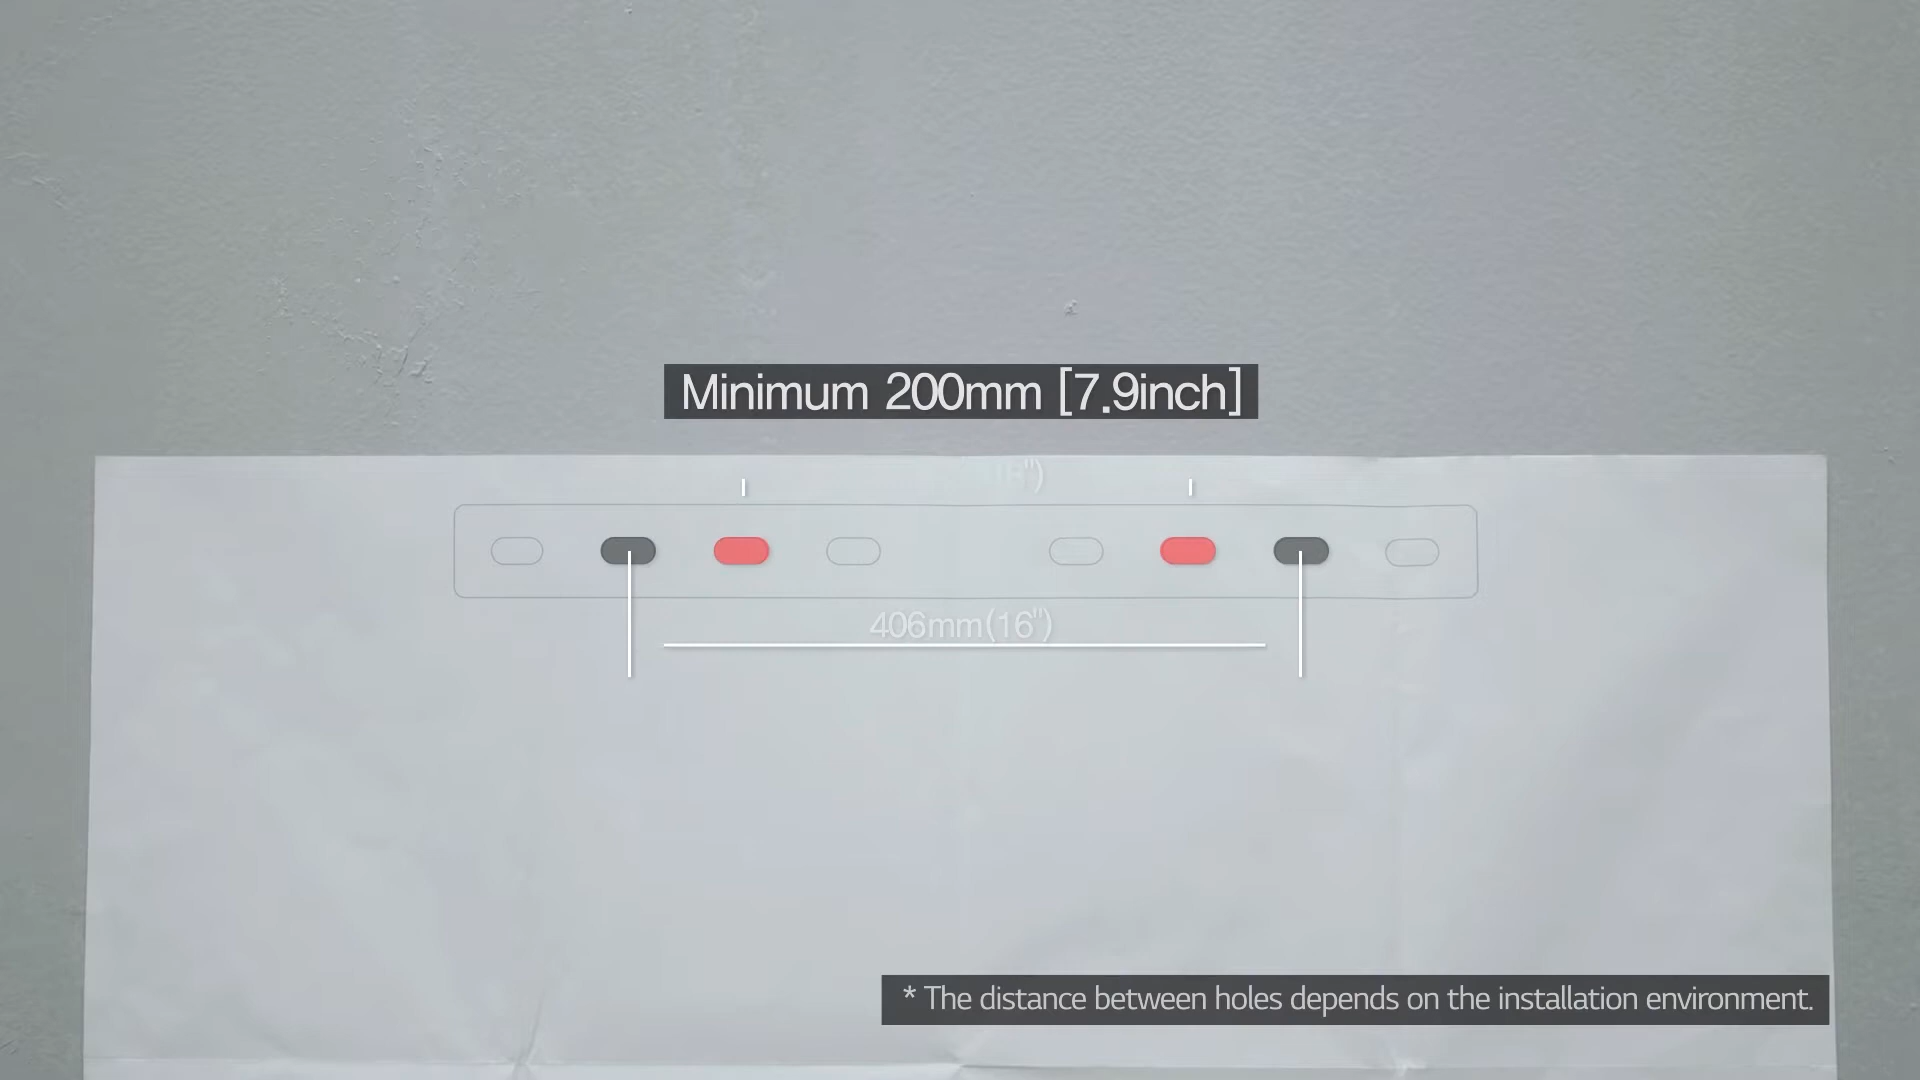 Minimum 200mm [7.9inch]
406mm(16")
* The distance between holes depends on the installation environment.